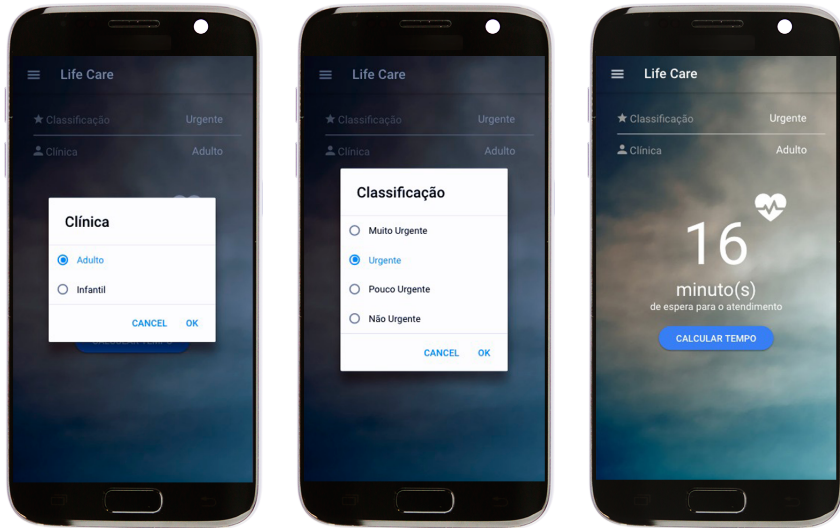 Life Care
Classificação Urgente
Clínica Adulto
Clínica
Adulto
Infantil
CANCEL OK
CALCULAR TEMPO
Life Care
Classificação Urgente
Clínica Adulto
Classificação
Muito Urgente
Urgente
Pouco Urgente
Não Urgente
CANCEL OK
Life Care
Classificação Urgente
Clínica Adulto
16
minuto(s)
de espera para o atendimento
CALCULAR TEMPO